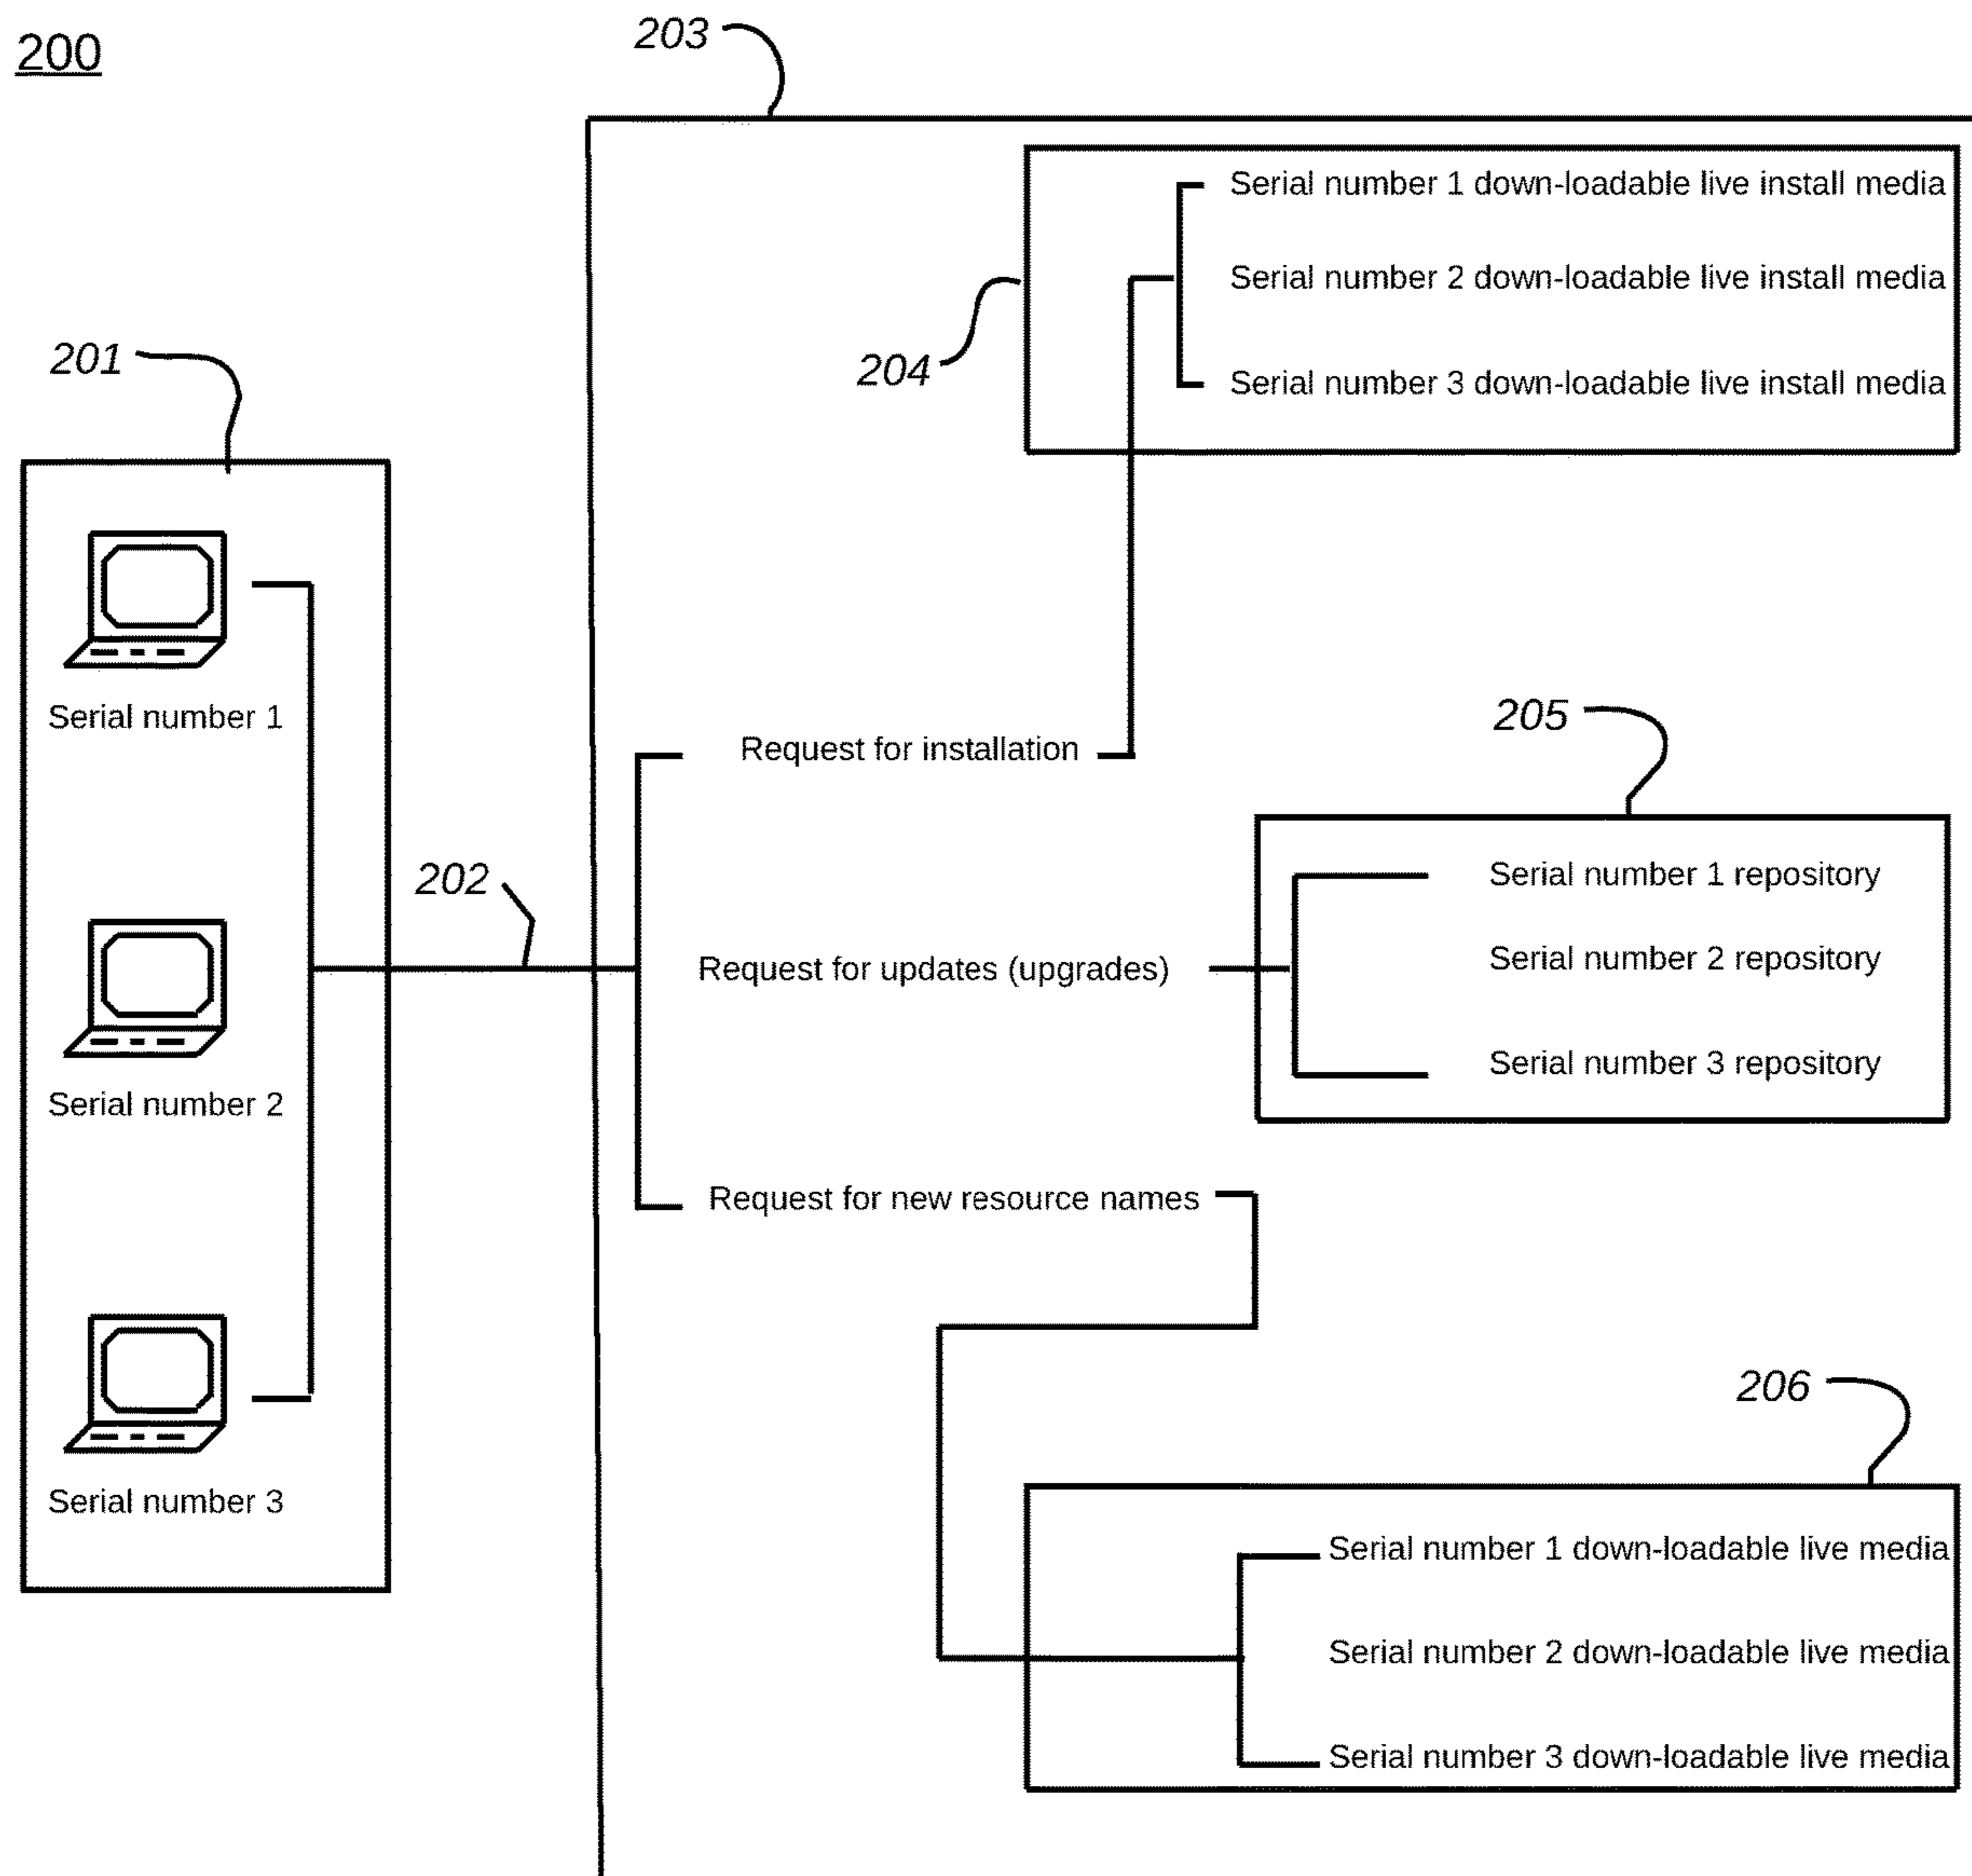 200
203
Serial number 1 down-loadable live install media
Serial number 2 down-loadable live install media
204
Serial number 3 down-loadable live install media
201
Serial number 1
Request for installation
205
202
Serial number 1 repository
Request for updates (upgrades)
Serial number 2 repository
Serial number 3 repository
Serial number 2
Request for new resource names
206
Serial number 3
Serial number 1 down-loadable live media
Serial number 2 down-loadable live media
Serial number 3 down-loadable live media